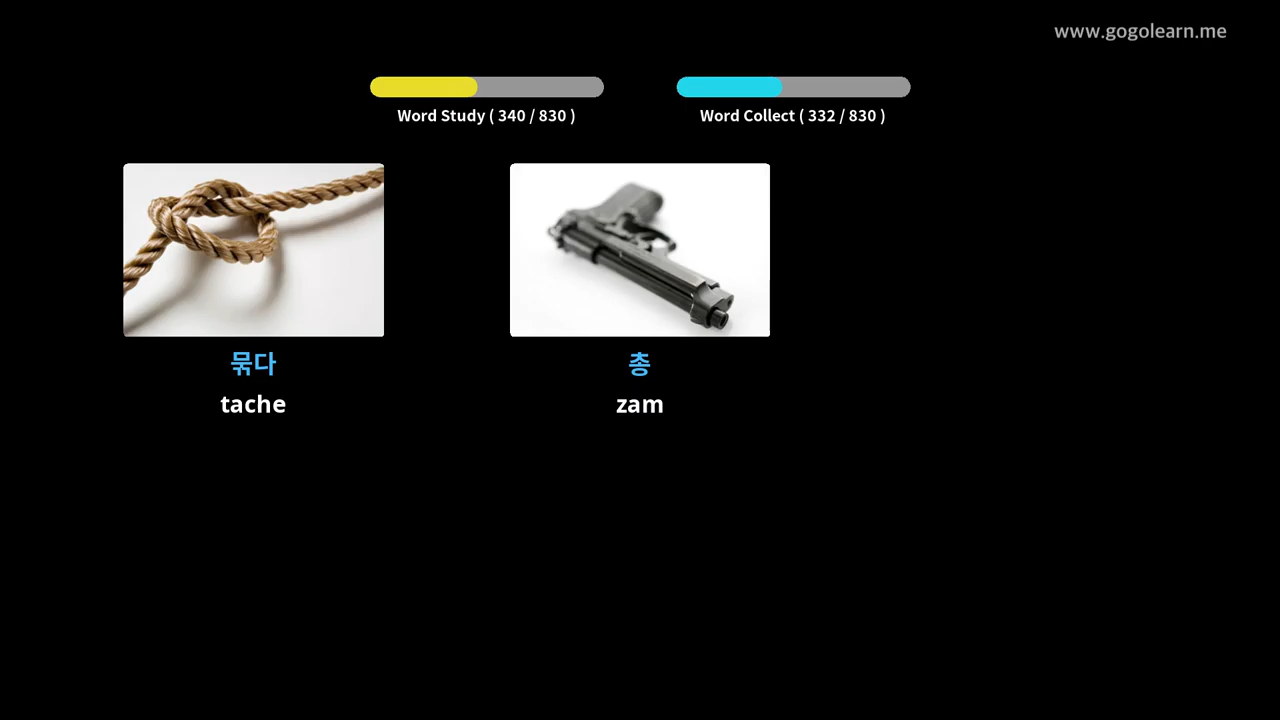 www.gogolearn.me
Word Study ( 340 / 830 )
Word Collect ( 332 / 830 )
묶다
tache
총
zam